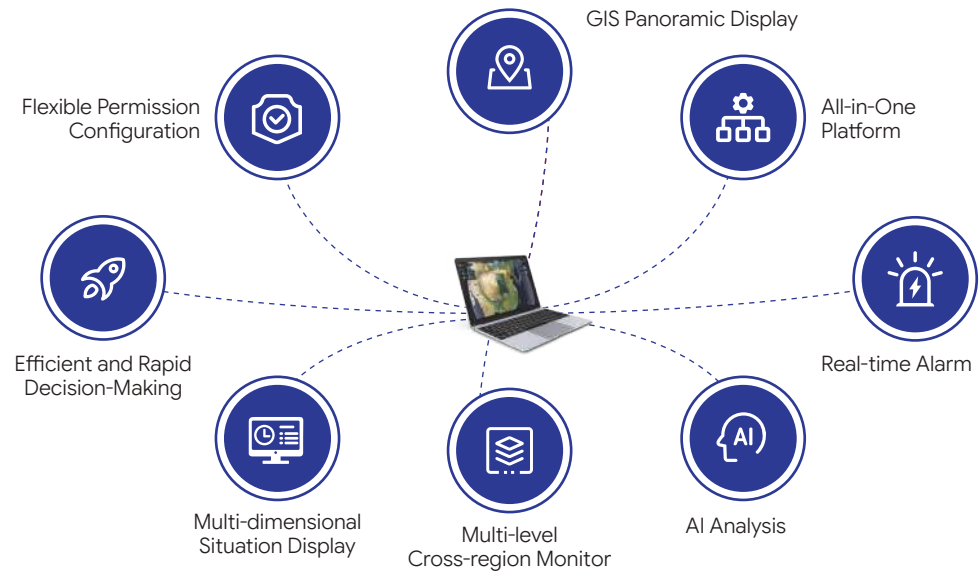 GIS Panoramic Display
Flexible Permission
Configuration
All-in-One
Platform
Efficient and Rapid
Decision-Making
Real-time Alarm
AI
Multi-dimensional
Situation Display
Multi-level
Cross-region Monitor
AI Analysis